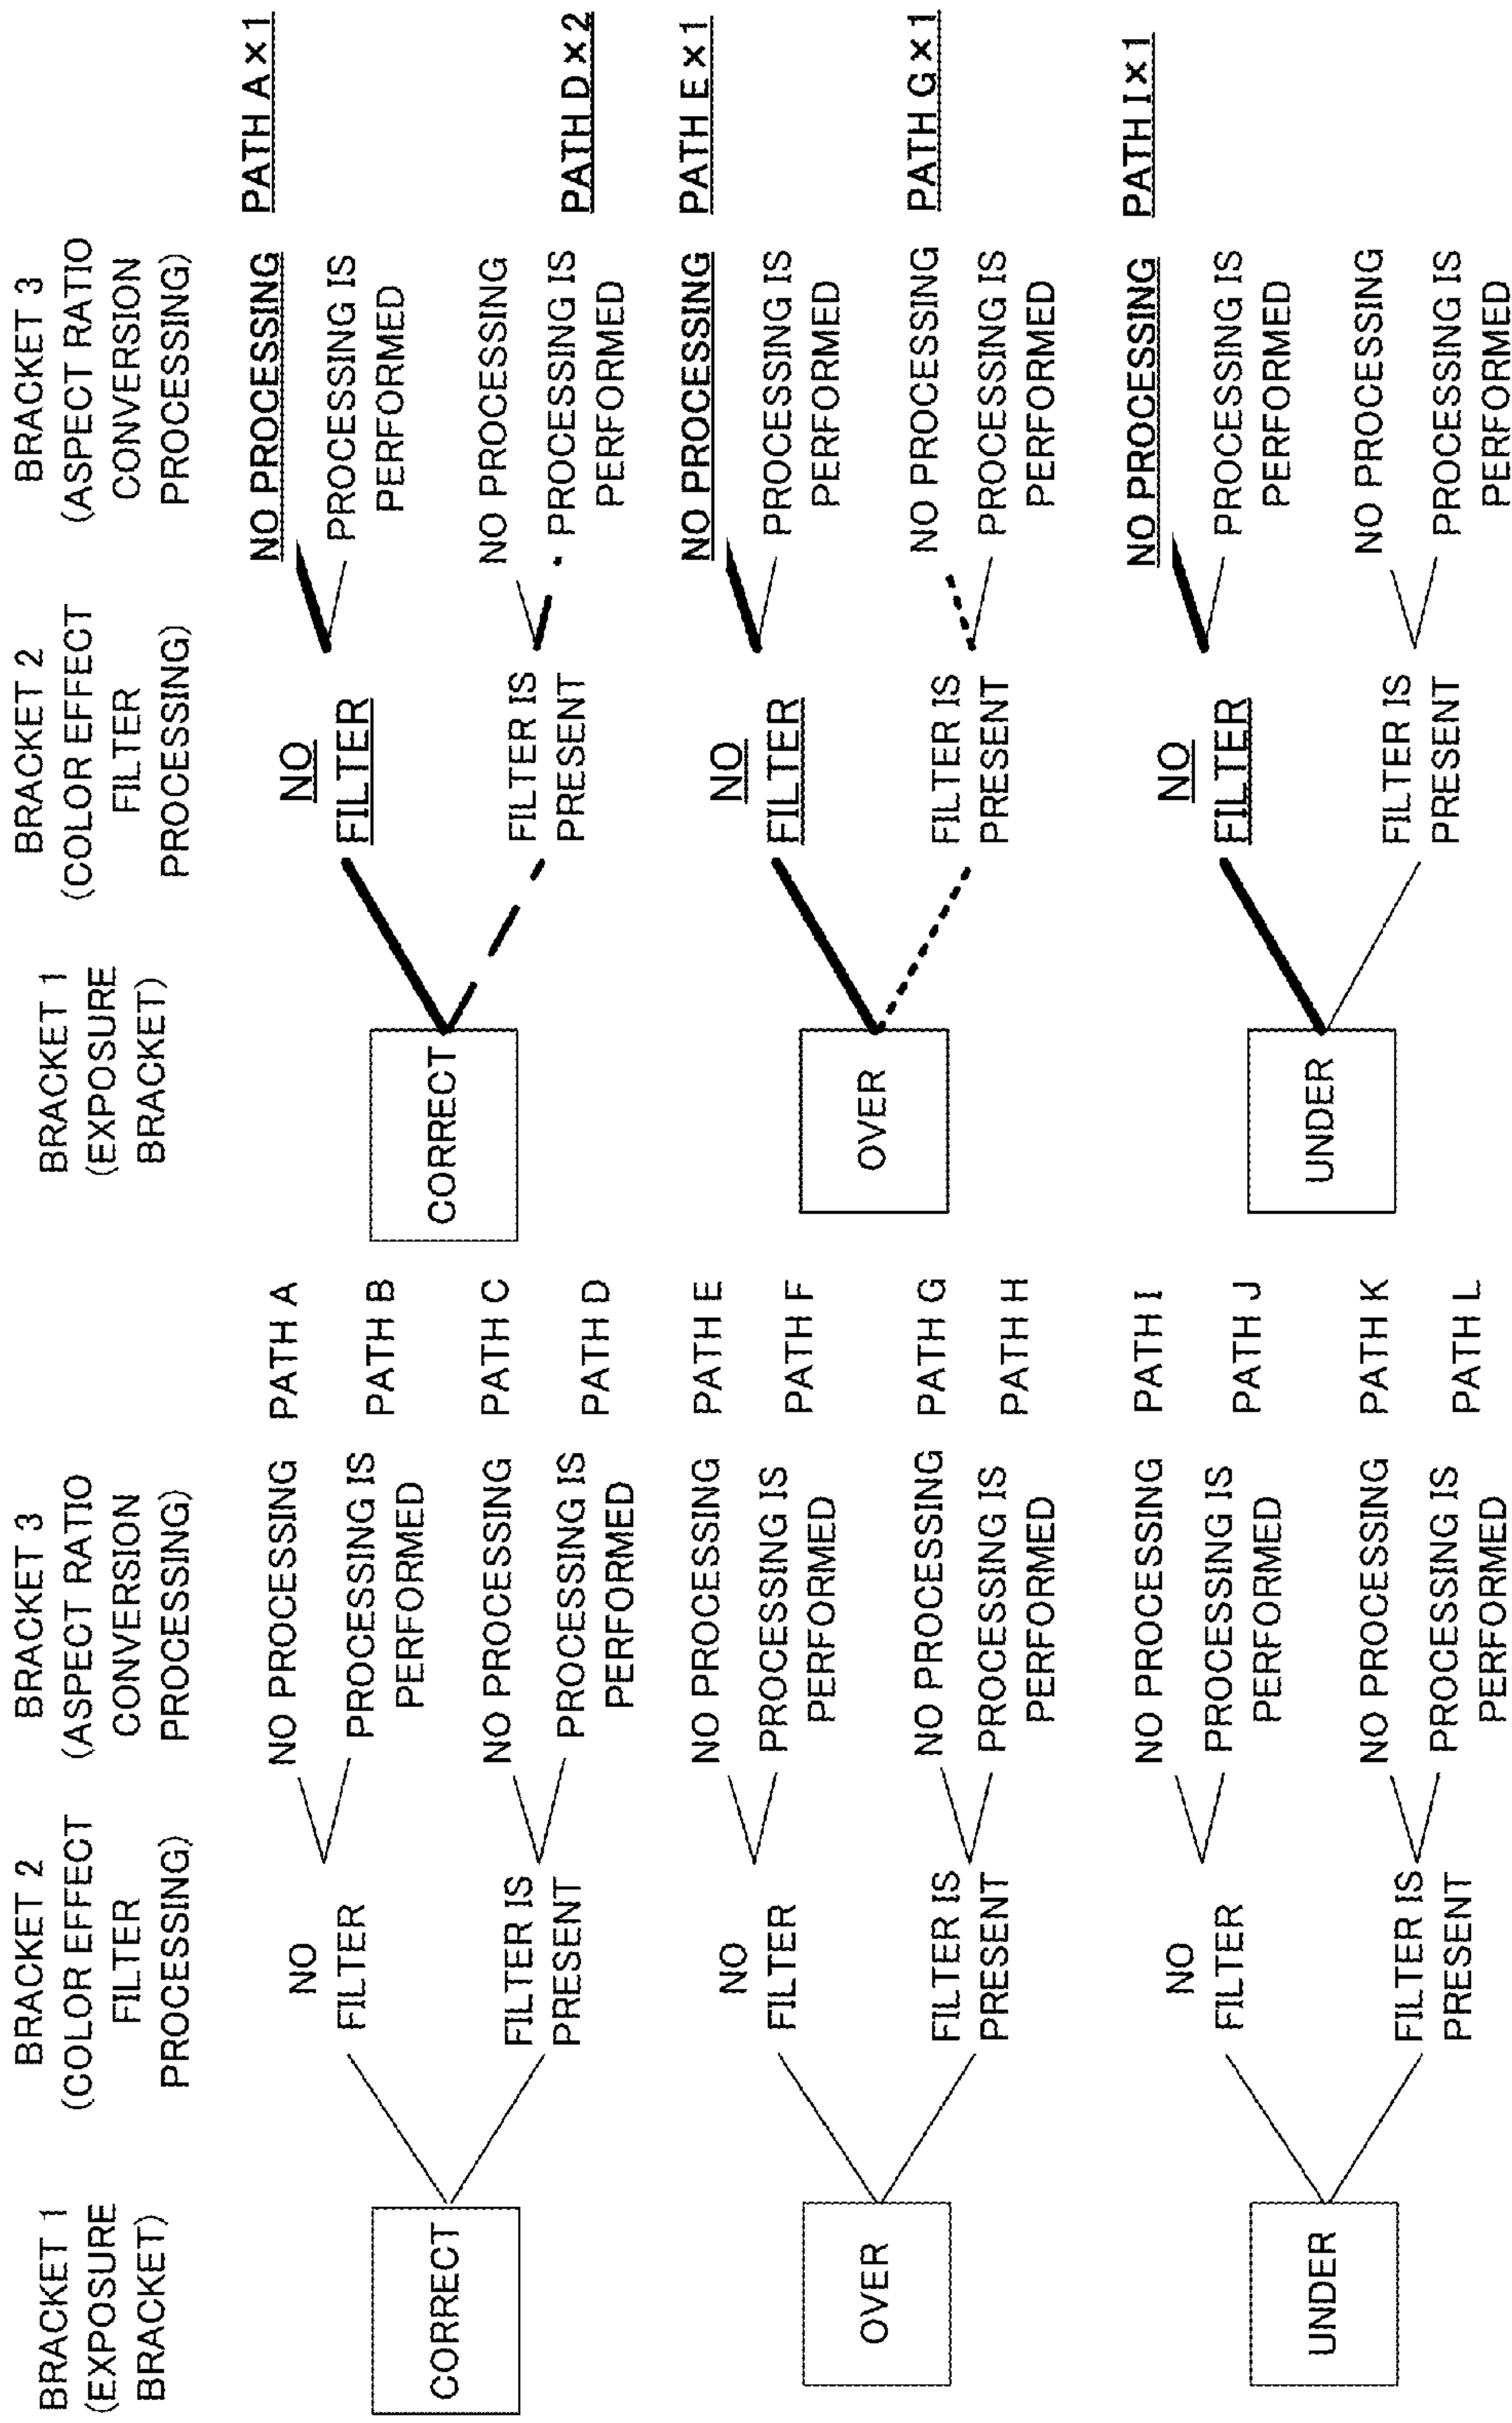 BRACKET 1
(EXPOSURE
BRACKET)
BRACKET 2
(COLOR EFFECT
FILTER
PROCESSING)
BRACKET 3
(ASPECT RATIO
CONVERSION
PROCESSING)
CORRECT
NO
FILTER
NO PROCESSING
PATH A
PROCESSING IS
PERFORMED
PATH B
FILTER IS
PRESENT
NO PROCESSING
PATH C
PROCESSING IS
PERFORMED
PATH D
OVER
NO
FILTER
NO PROCESSING
PATH E
PROCESSING IS
PERFORMED
PATH F
FILTER IS
PRESENT
NO PROCESSING
PATH G
PROCESSING IS
PERFORMED
PATH H
UNDER
NO
FILTER
NO PROCESSING
PATH I
PROCESSING IS
PERFORMED
PATH J
FILTER IS
PRESENT
NO PROCESSING
PATH K
PROCESSING IS
PERFORMED
PATH L
BRACKET 1
(EXPOSURE
BRACKET)
BRACKET 2
(COLOR EFFECT
FILTER
PROCESSING)
BRACKET 3
(ASPECT RATIO
CONVERSION
PROCESSING)
CORRECT
NO
FILTER
NO PROCESSING
PATH A×1
PROCESSING IS
PERFORMED
FILTER IS
PRESENT
NO PROCESSING
PROCESSING IS
PERFORMED
PATH D×2
OVER
NO
FILTER
NO PROCESSING
PATH E×1
PROCESSING IS
PERFORMED
FILTER IS
PRESENT
NO PROCESSING
PATH G×1
PROCESSING IS
PERFORMED
UNDER
NO
FILTER
NO PROCESSING
PATH I×1
PROCESSING IS
PERFORMED
FILTER IS
PRESENT
NO PROCESSING
PROCESSING IS
PERFORMED